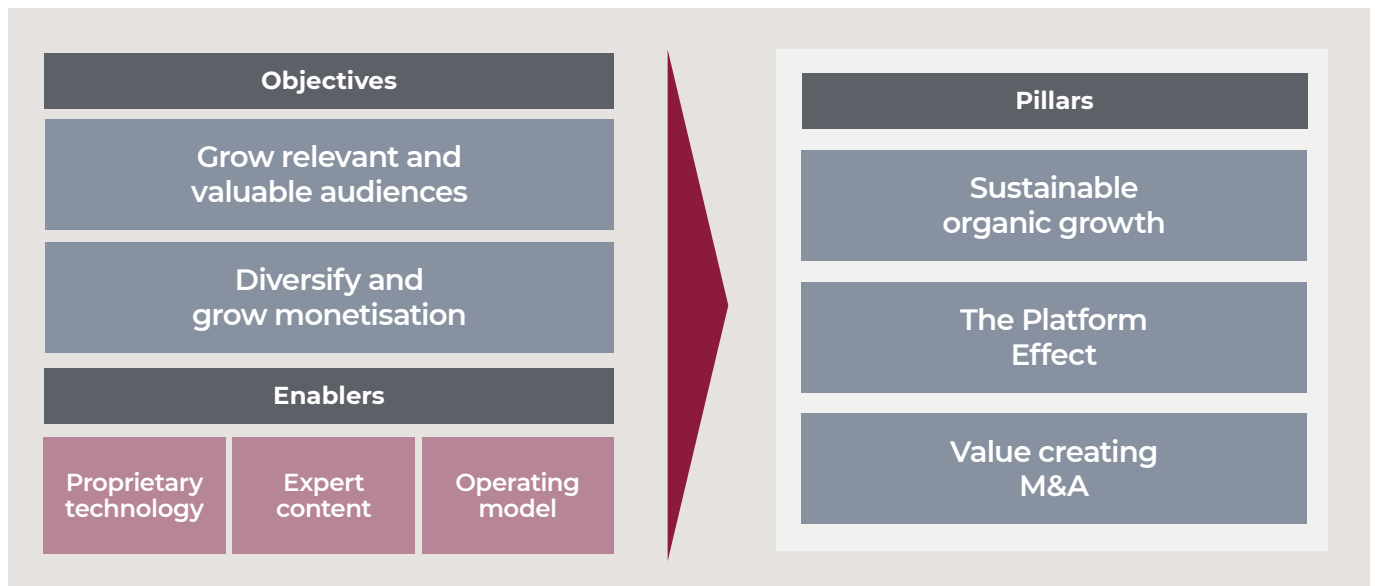 Objectives
Grow relevant and
valuable audiences
Diversify and
grow monetisation
Enablers
Proprietary
technology
Expert
content
Operating
model
Pillars
Sustainable
organic growth
The Platform
Effect
Value creating
M&A